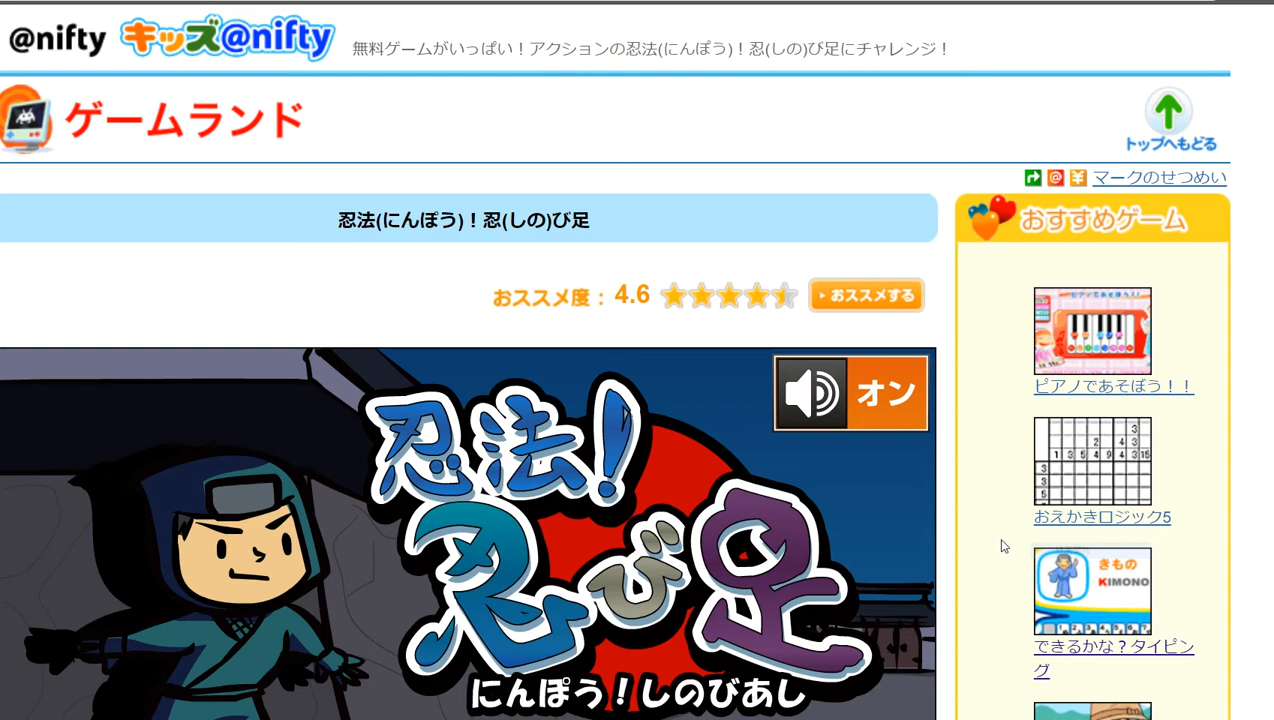 @nifty キッズ@nifty 無料ゲームがいっぱい！アクションの忍法(にんぽう)！忍(しの)び足にチャレンジ！
ゲームランド
トップへもどる
マークのせつめい
忍法(にんぽう)！忍(しの)び足
おすすめゲーム
おススメ度： 4.6 おススメする
オン
忍法!
忍び足
にんぽう！しのびあし
ピアノであそぼう！！
おえかきロジック5
きもの
KIMONO
できるかな？タイピン
グ